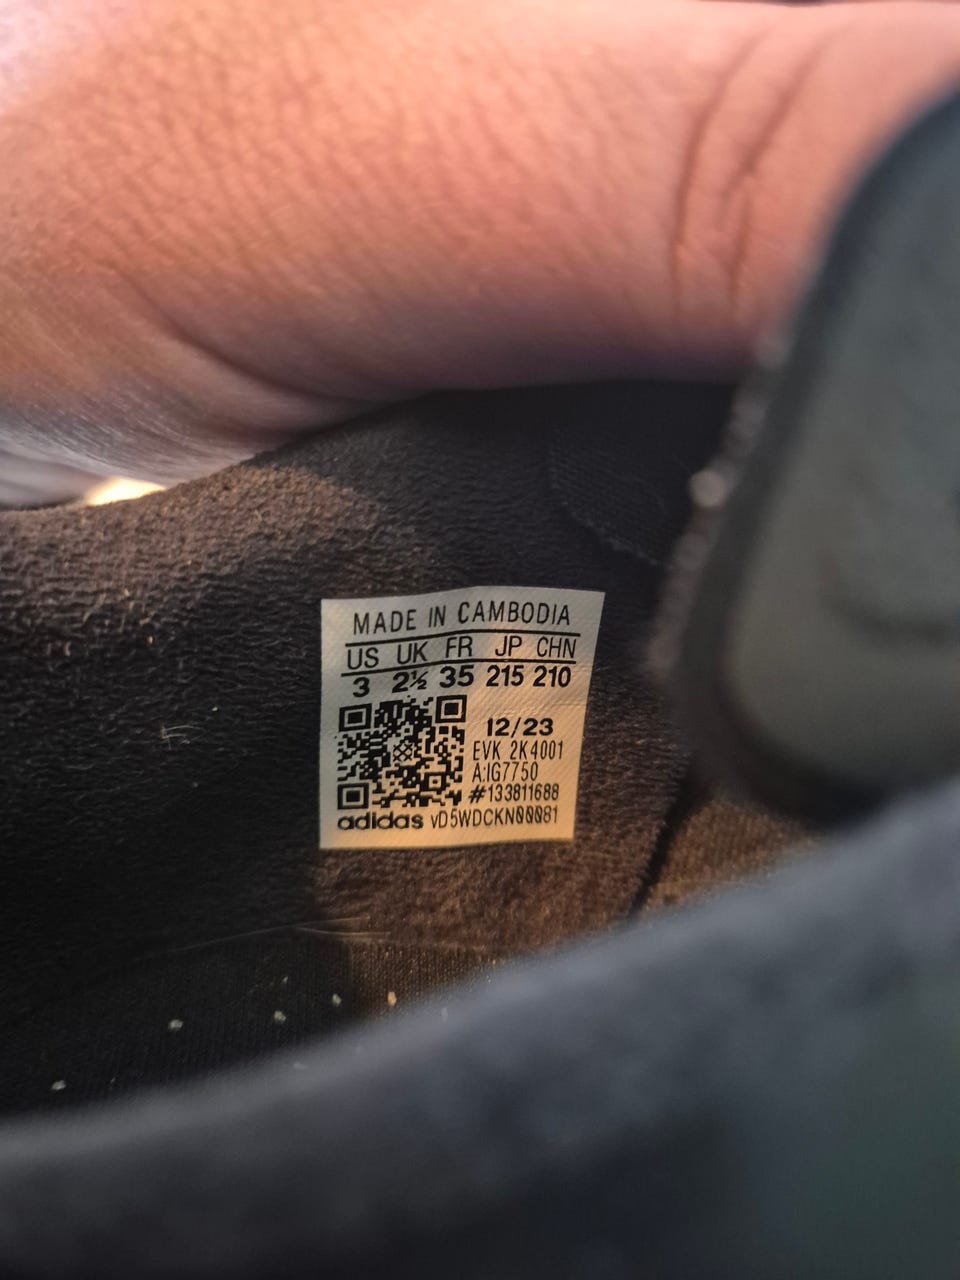 MADE IN CAMBODIA
US UK FR JP CHN
3 2½ 35 215 210
12/23
EVK 2K4001
A:IG7750
#133811688
adidas vD5WDCKN00081